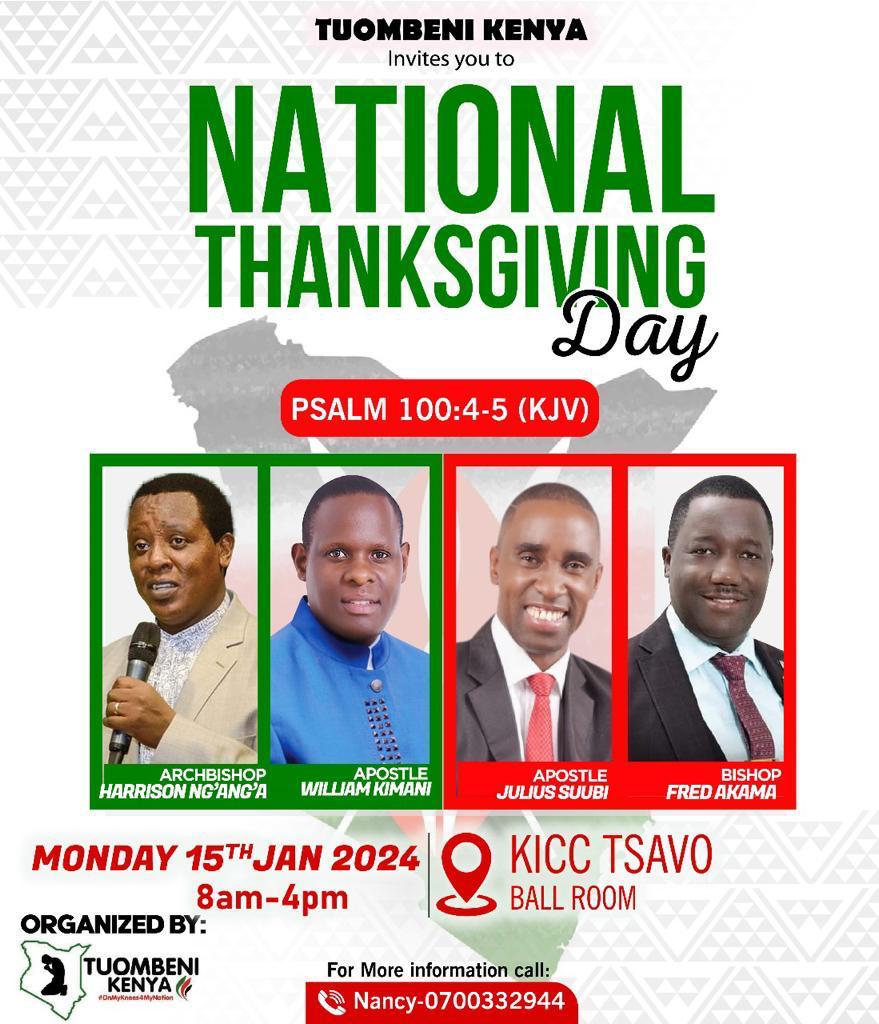 TUOMBENI KENYA
Invites you to
NATIONAL
THANKSGIVING
Day
PSALM 100:4-5 (KJV)
ARCHBISHOP
HARRISON NG'ANG'A
APOSTLE
WILLIAM KIMANI
APOSTLE
JULIUS SUUBI
BISHOP
FRED AKAMA
MONDAY 15TH JAN 2024
8am-4pm
KICC TSAVO
BALL ROOM
ORGANIZED BY:
TUOMBENI
KENYA
#OnMyKnees4MyNation
For More information call:
Nancy-0700332944